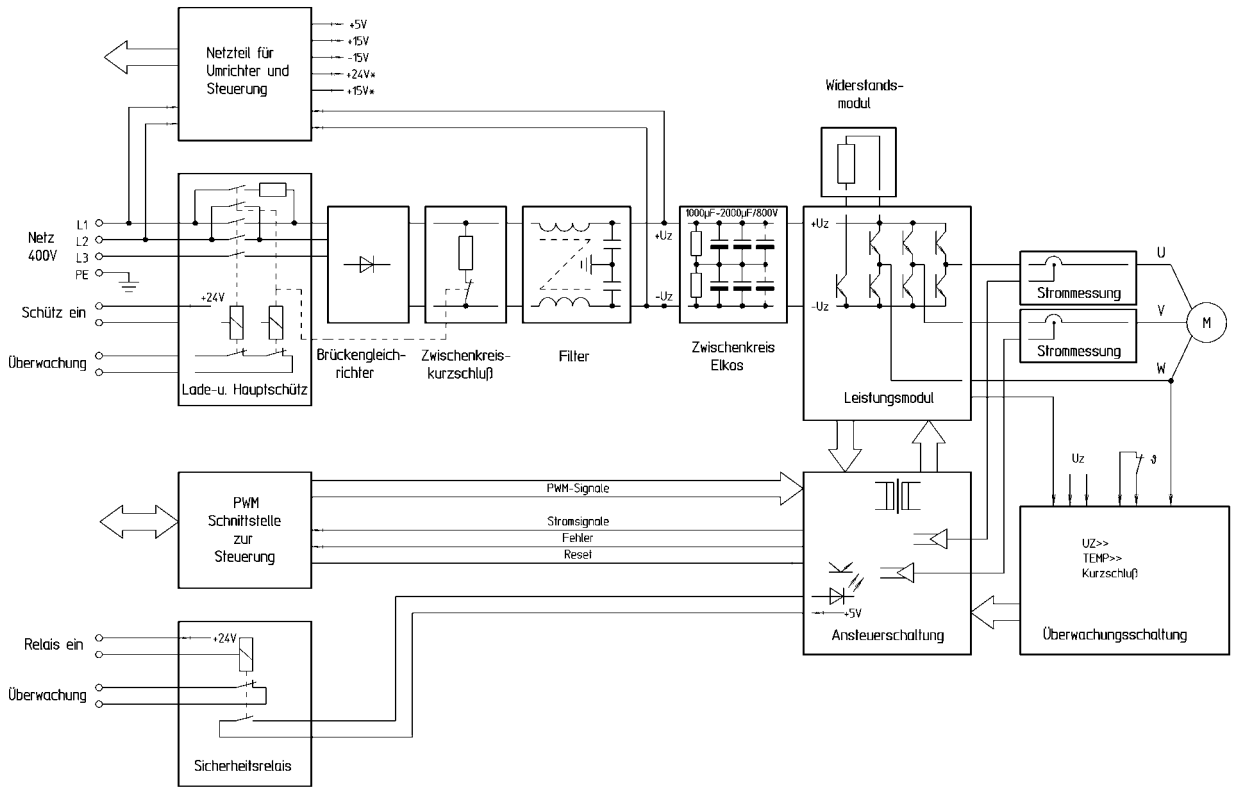 Netzteil für
Umrichter und
Steuerung
+5V
+15V
-15V
+24V*
+15V*
Widerstands-
modul
Netz
400V
L1
L2
L3
PE
Schütz ein
+24V
Überwachung
Lade-u. Hauptschütz
Brückengleich-
richter
Zwischenkreis-
kurzschluß
Filter
+Uz
-Uz
1000µF-2000µF/800V
Zwischenkreis
Elkos
+Uz
-Uz
Leistungsmodul
Strommessung
Strommessung
U
V
W
M
PWM
Schnittstelle
zur
Steuerung
PWM-Signale
Stromsignale
Fehler
Reset
+5V
Ansteuerschaltung
Uz
ϑ
UZ>>
TEMP>>
Kurzschluß
Überwachungsschaltung
Relais ein
+24V
Überwachung
Sicherheitsrelais